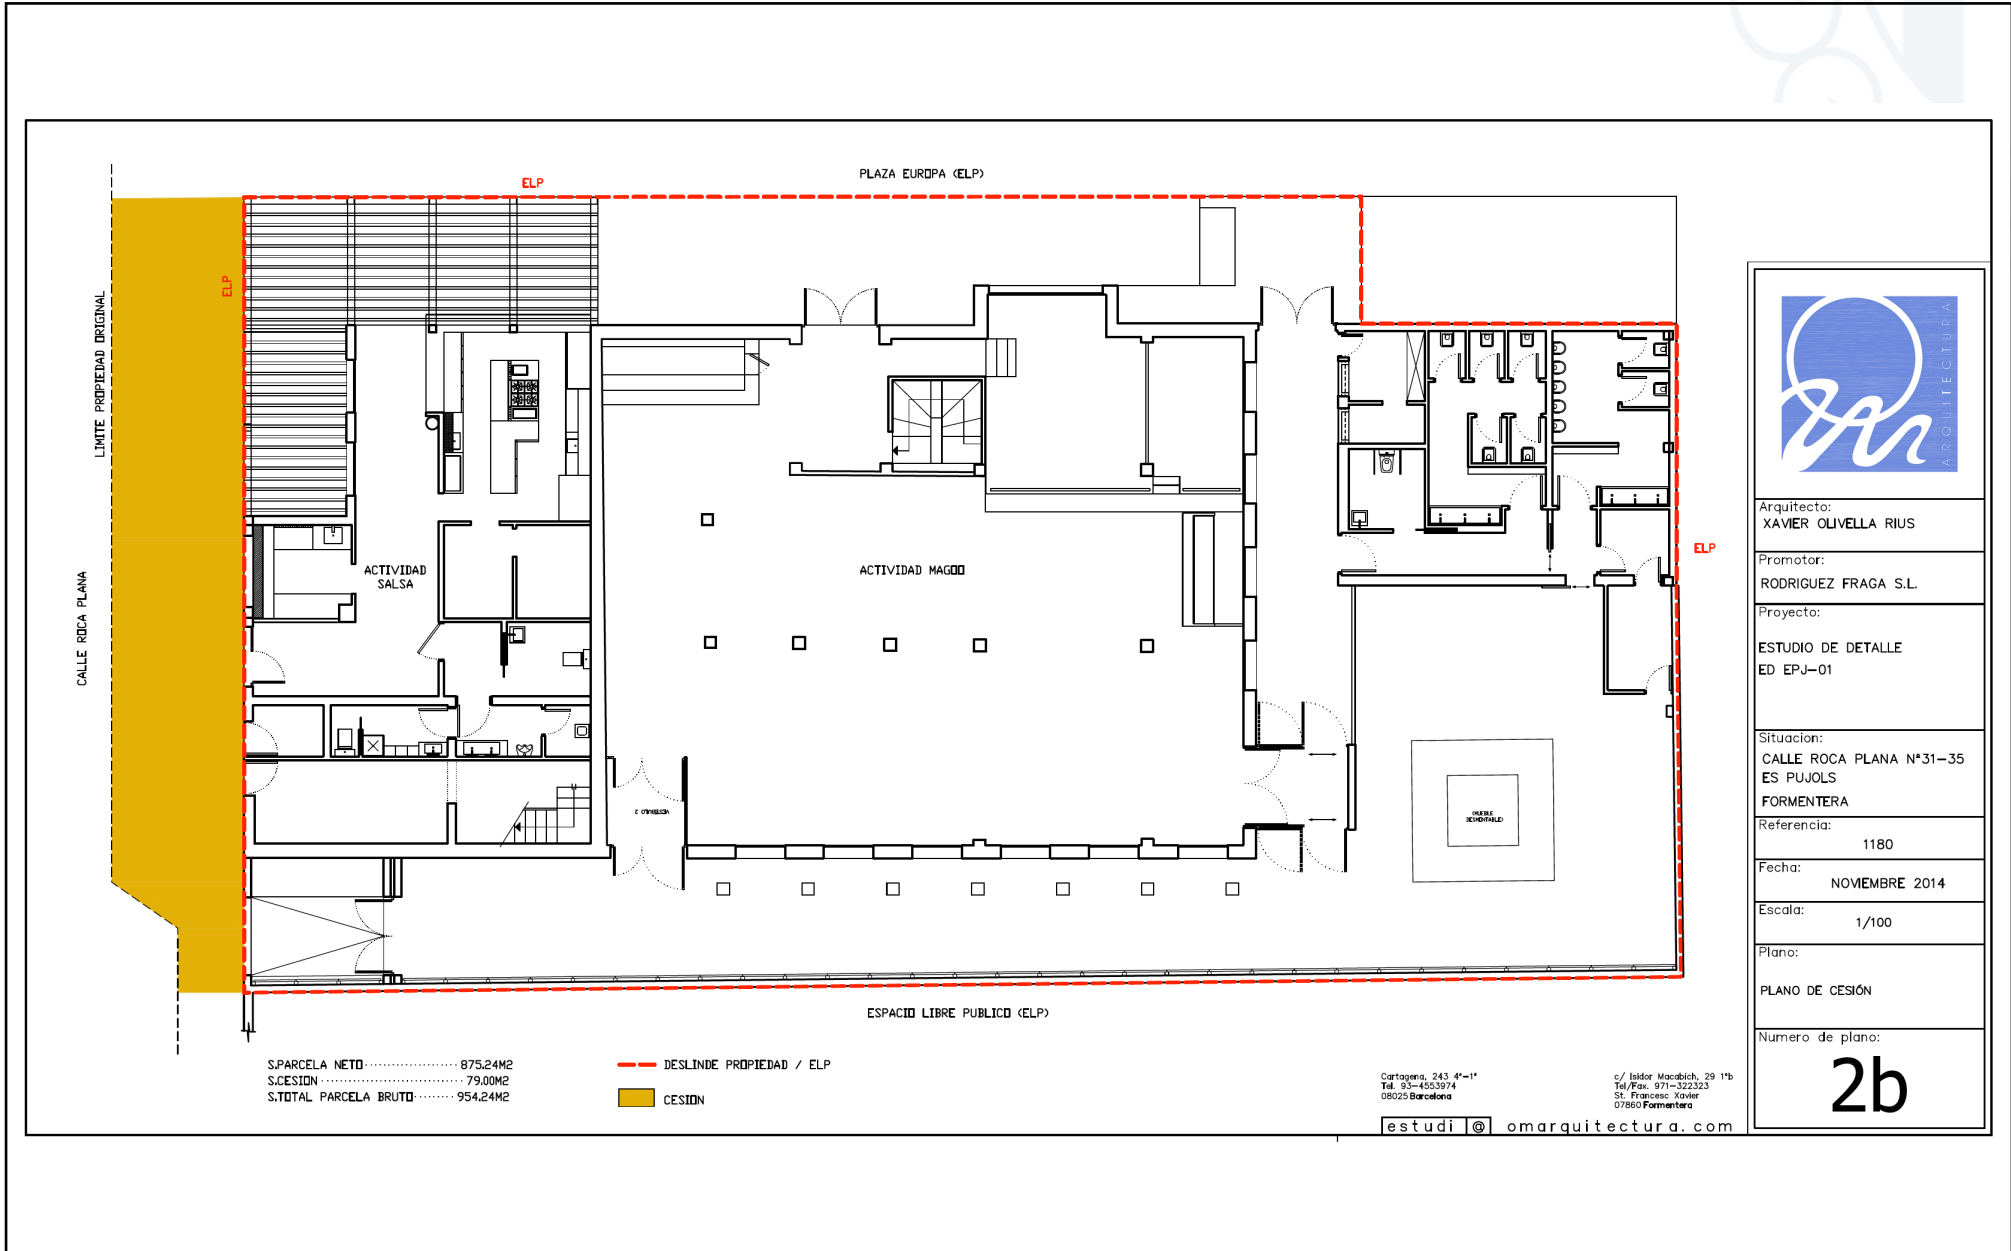 PLAZA EUROPA (ELP)
ELP
ELP
LIMITE PROPIEDAD ORIGINAL
CALLE ROCA PLANA
ACTIVIDAD
SALSA
ACTIVIDAD MAGOO
ELP
VESTIBULO 2
(MUEBLE
DESMONTABLE)
ESPACIO LIBRE PUBLICO (ELP)
S.PARCELA NETO 875.24M2
S.CESION 79.00M2
S.TOTAL PARCELA BRUTO 954.24M2
DESLINDE PROPIEDAD / ELP
CESION
Cartagena, 243 4º-1ª
Tel. 93-4553974
08025 Barcelona
c/ Isidor Macabich, 29 1ºb
Tel/Fax. 971-322323
St. Francesc Xavier
07860 Formentera
estudi @ omarquitectura.com
ARQUITECTURA
Arquitecto:
XAVIER OLIVELLA RIUS
Promotor:
RODRIGUEZ FRAGA S.L.
Proyecto:
ESTUDIO DE DETALLE
ED EPJ-01
Situacion:
CALLE ROCA PLANA Nº31-35
ES PUJOLS
FORMENTERA
Referencia:
1180
Fecha:
NOVIEMBRE 2014
Escala:
1/100
Plano:
PLANO DE CESIÓN
Numero de plano:
2b